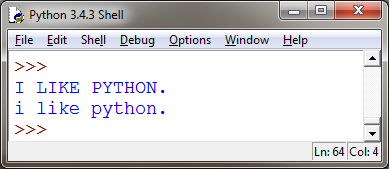 Python 3.4.3 Shell
File Edit Shell Debug Options Window Help
>>>
I LIKE PYTHON.
i like python.
>>>
Ln: 64 Col: 4